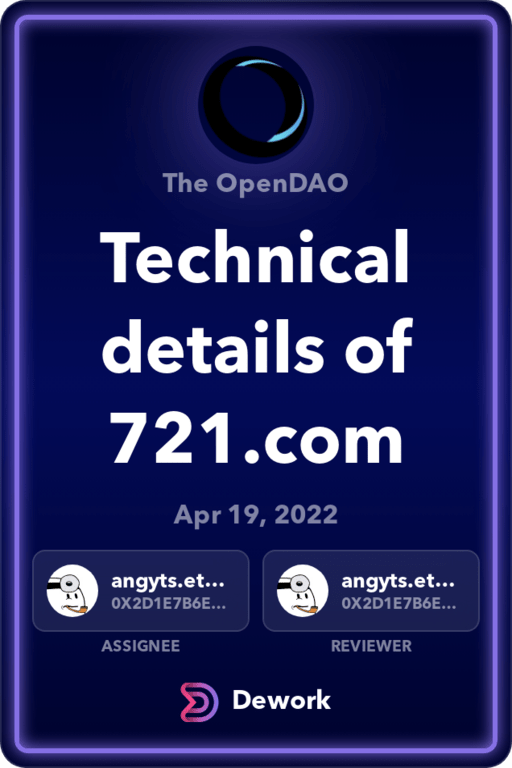 The OpenDAO
Technical
details of
721.com
Apr 19, 2022
angyts.et...
0X2D1E7B6E...
ASSIGNEE
angyts.et...
0X2D1E7B6E...
REVIEWER
Dework